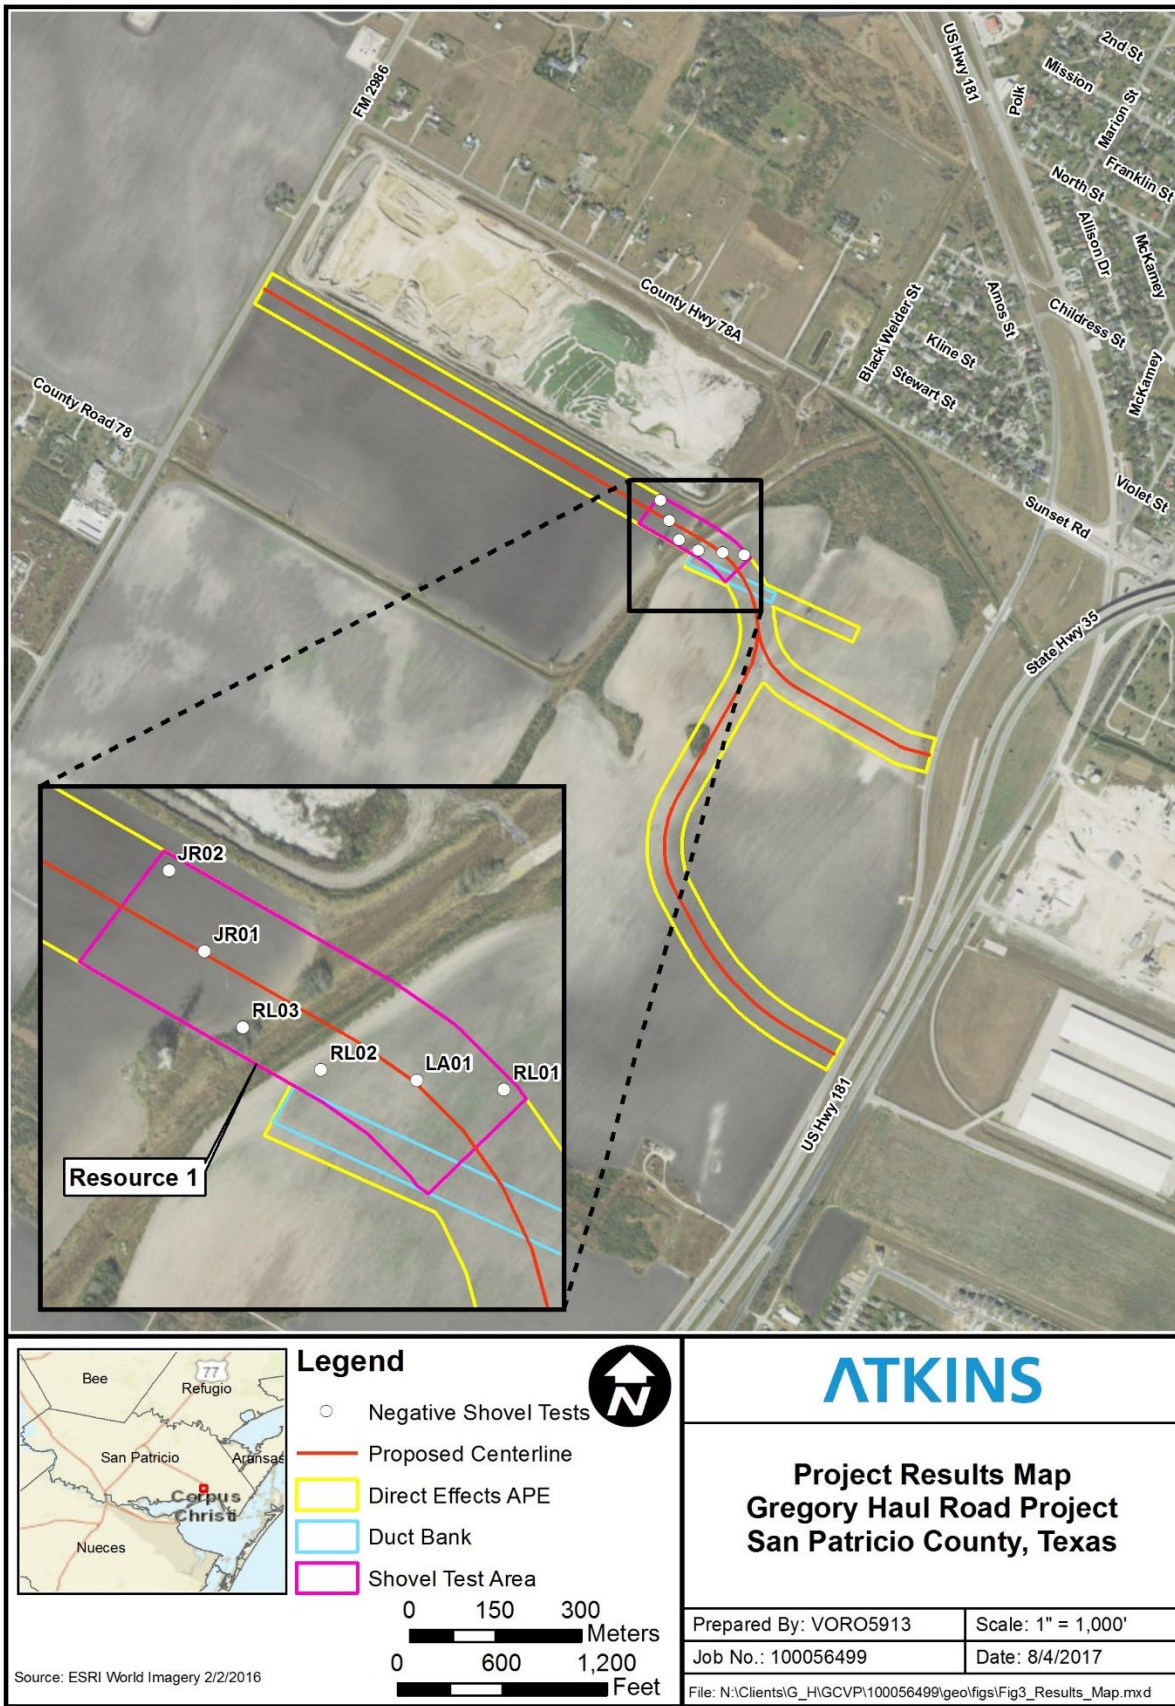 2nd St
Mission
US Hwy 181
Polk
Marion St
FM 2986
Franklin St
North St
Allison Dr
McKamey
County Hwy 78A
Black Welder St
Amos St
Childress St
Kline St
Stewart St
McKamey
County Road 78
Violet St
Sunset Rd
State Hwy 35
US Hwy 181
JR02
JR01
RL03
RL02
LA01
RL01
Resource 1
Bee
77
Refugio
San Patricio
Aransas
Corpus
Christi
Nueces
Source: ESRI World Imagery 2/2/2016
Legend
N
Negative Shovel Tests
Proposed Centerline
Direct Effects APE
Duct Bank
Shovel Test Area
0 150 300
Meters
0 600 1,200
Feet
ATKINS
Project Results Map
Gregory Haul Road Project
San Patricio County, Texas
Prepared By: VORO5913
Scale: 1" = 1,000'
Job No.: 100056499
Date: 8/4/2017
File: N:\Clients\G_H\GCVP\100056499\geo\figs\Fig3_Results_Map.mxd